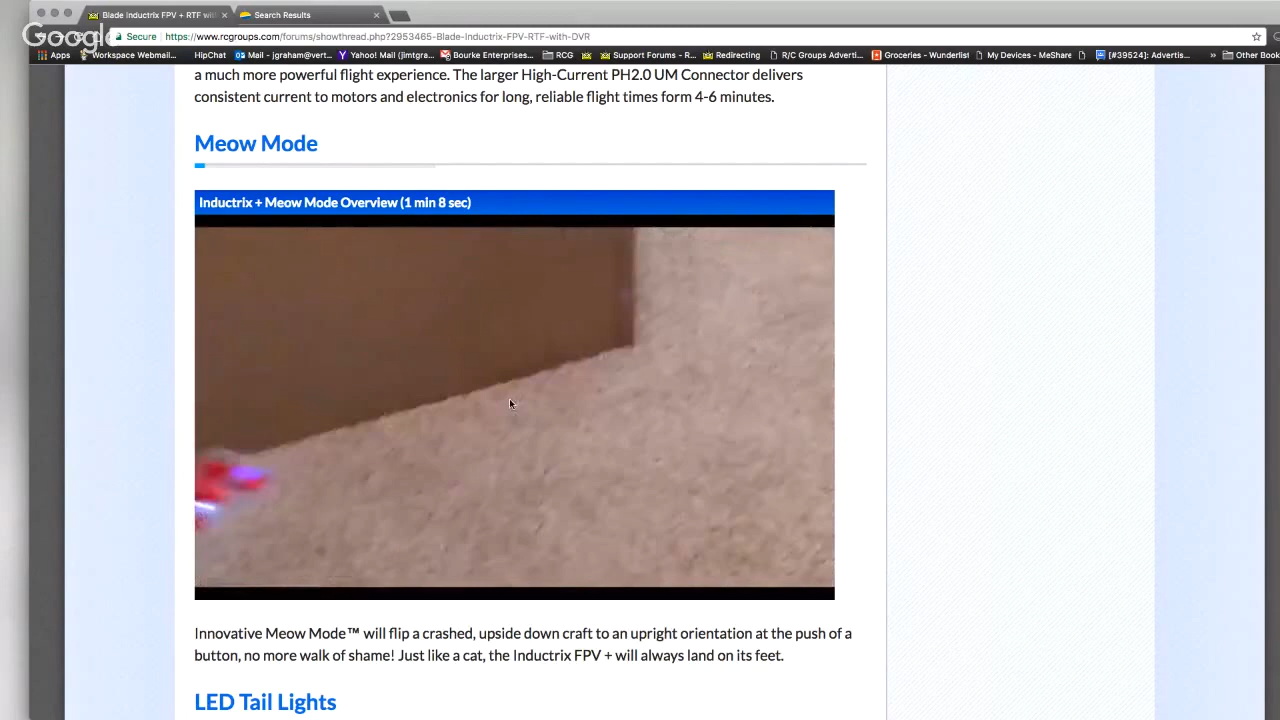 Blade Inductrix FPV + RTF wit
Search Results
Google
Secure
https://www.rcgroups.com/forums/showthread.php?2953465-Blade-Inductrix-FPV-RTF-with-DVR
Apps
Workspace Webmail...
HipChat
Mail - jgraham@vert...
Yahoo! Mail (jimtgra...
Bourke Enterprises...
RCG
Support Forums - R...
Redirecting
R/C Groups Adverti...
Groceries - Wunderlist
My Devices - MeShare
[#39524]: Advertis...
»
Other Book
a much more powerful flight experience. The larger High-Current PH2.0 UM Connector delivers
consistent current to motors and electronics for long, reliable flight times form 4-6 minutes.
Meow Mode
Inductrix + Meow Mode Overview (1 min 8 sec)
Innovative Meow Mode™ will flip a crashed, upside down craft to an upright orientation at the push of a
button, no more walk of shame! Just like a cat, the Inductrix FPV + will always land on its feet.
LED Tail Lights